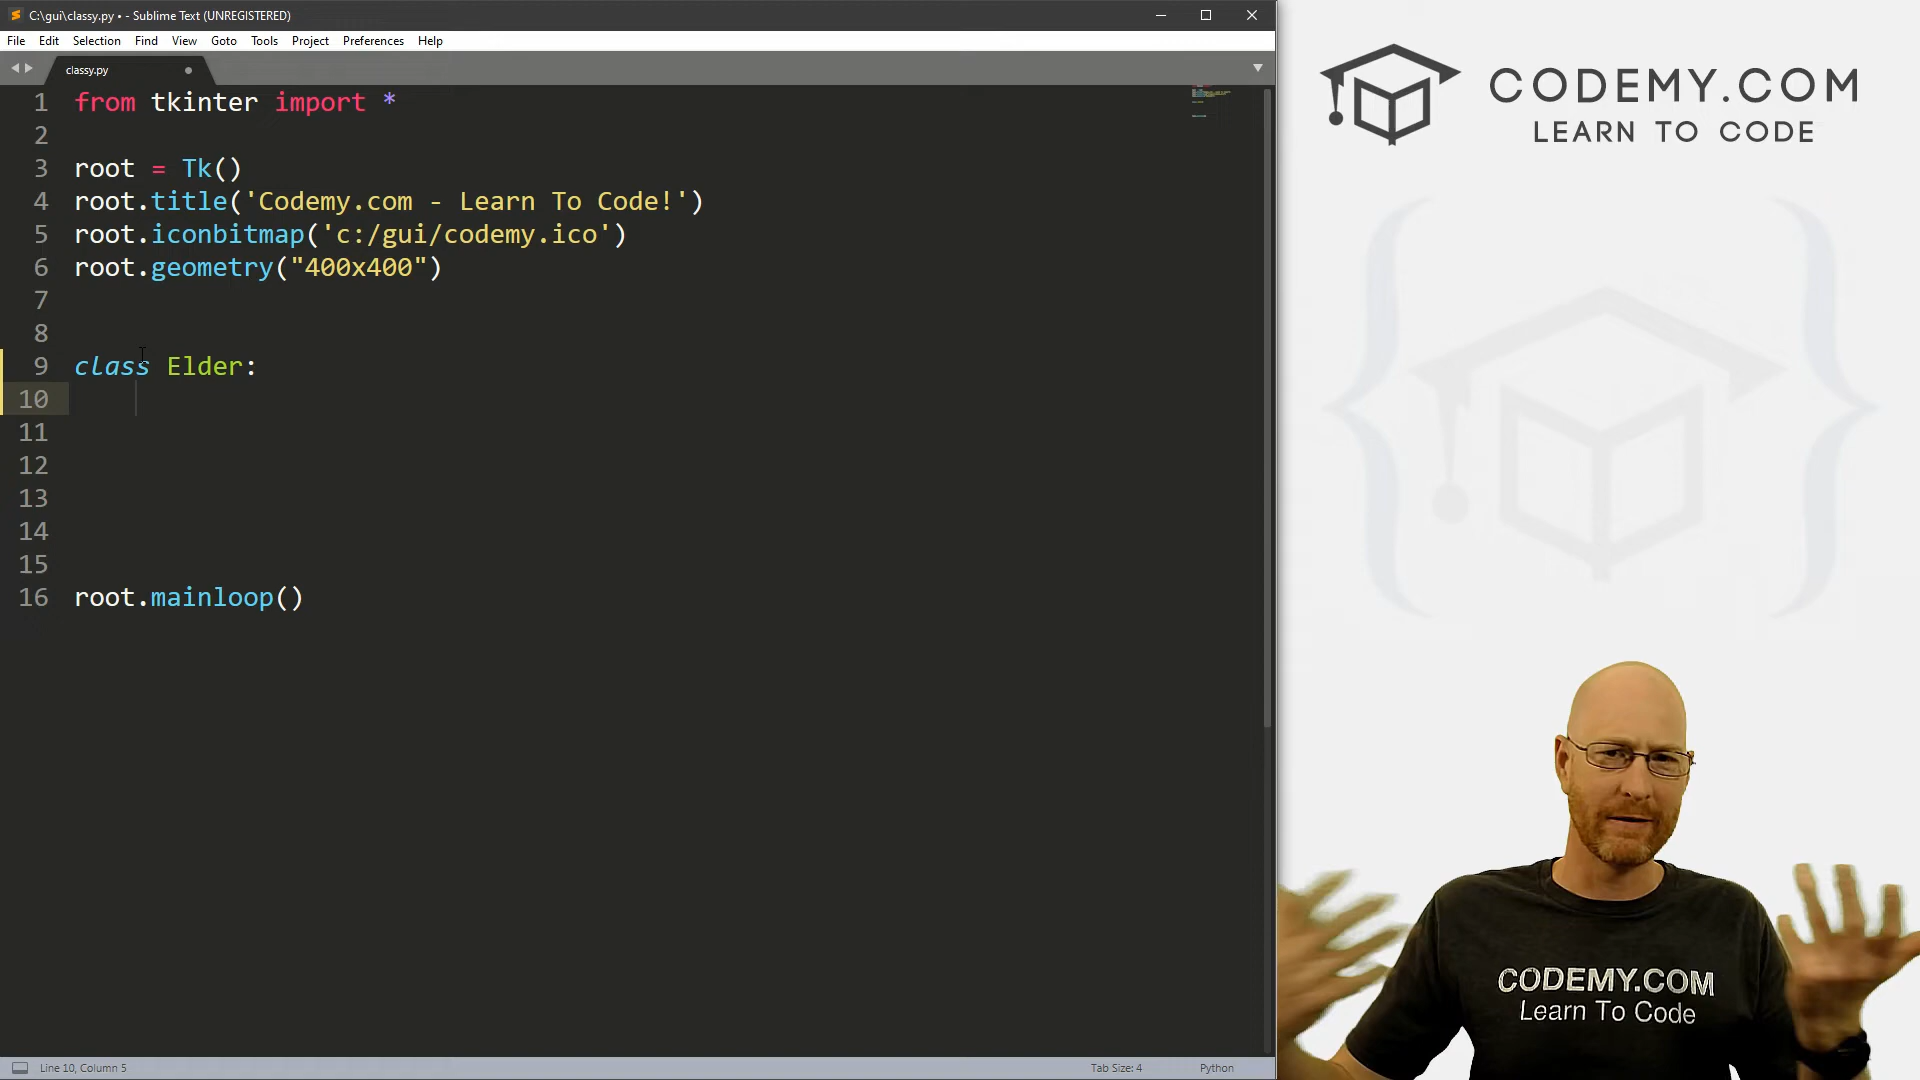 C:\gui\classy.py • - Sublime Text (UNREGISTERED)
File Edit Selection Find View Goto Tools Project Preferences Help
classy.py
1 from tkinter import *
2
3 root = Tk()
4 root.title('Codemy.com - Learn To Code!')
5 root.iconbitmap('c:/gui/codemy.ico')
6 root.geometry("400x400")
7
8
9 class Elder:
10
11
12
13
14
15
16 root.mainloop()
Line 10, Column 5
Tab Size: 4
Python
CODEMY.COM
LEARN TO CODE
CODEMY.COM
Learn To Code